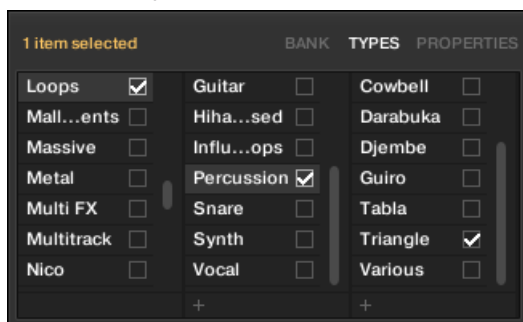 1 item selected BANK TYPES PROPERTIES
Loops Guitar Cowbell
Mall...ents Hiha...sed Darabuka
Massive Influ...ops Djembe
Metal Percussion Guiro
Multi FX Snare Tabla
Multitrack Synth Triangle
Nico Vocal Various
+ +